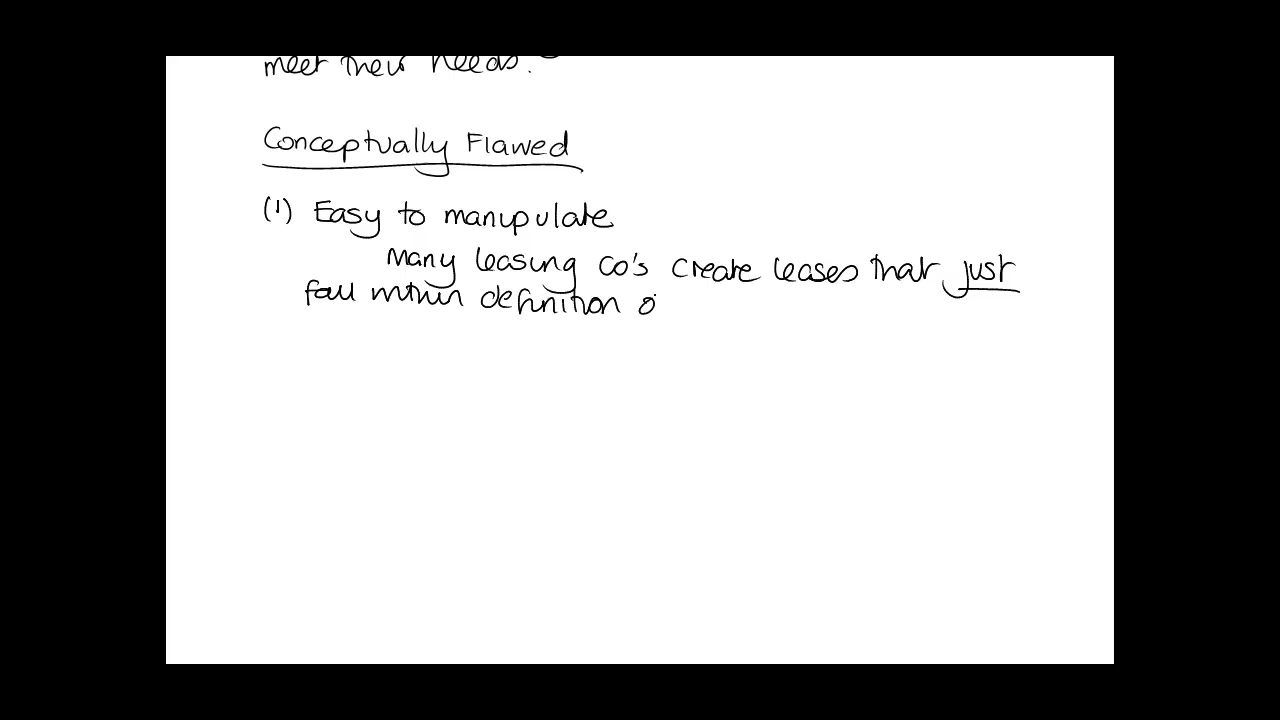 meet their needs.
Conceptually Flawed
(1) Easy to manipulate
Many leasing co's create leases that just
fall within definition o